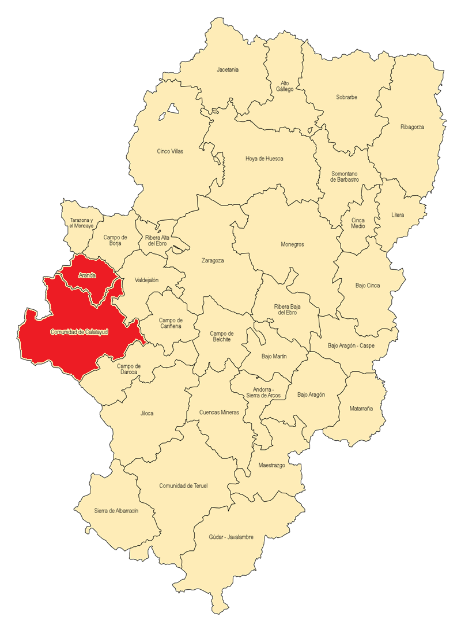 Jacetania
Alto
Gállego
Sobrarbe
Ribagorza
Cinco Villas
Hoya de Huesca
Somontano
de Barbastro
Tarazona y
el Moncayo
Campo de
Borja
Ribera Alta
del Ebro
Cinca
Medio
Litera
Monegros
Zaragoza
Aranda
Valdejalón
Bajo Cinca
Ribera Baja
del Ebro
Comunidad de Calatayud
Campo de
Cariñena
Campo de
Belchite
Bajo Aragón - Caspe
Bajo Martín
Campo de
Daroca
Andorra -
Sierra de Arcos
Bajo Aragón
Matarraña
Jiloca
Cuencas Mineras
Maestrazgo
Comunidad de Teruel
Sierra de Albarracín
Gúdar - Javalambre